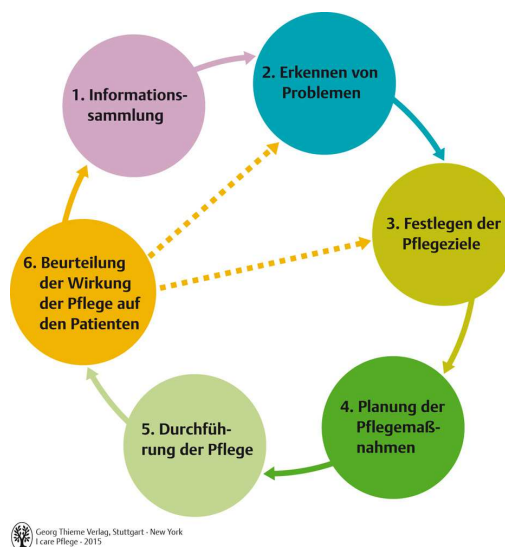 1. Informations-
sammlung
2. Erkennen von
Problemen
3. Festlegen der
Pflegeziele
4. Planung der
Pflegemaß-
nahmen
5. Durchfüh-
rung der Pflege
6. Beurteilung
der Wirkung
der Pflege auf
den Patienten
Georg Thieme Verlag, Stuttgart - New York
I care Pflege - 2015